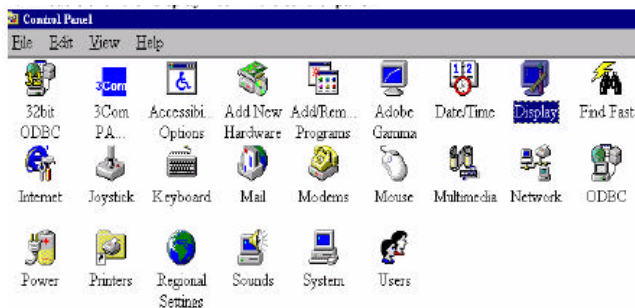 Control Panel
File Edit View Help
3Com
32bit ODBC
3Com PA...
Accessibi... Options
Add New Hardware
Add/Rem... Programs
Adobe Gamma
Date/Time
Display
Find Fast
Internet
Joystick
Keyboard
Mail
Modems
Mouse
Multimedia
Network
ODBC
Power
Printers
Regional Settings
Sounds
System
Users